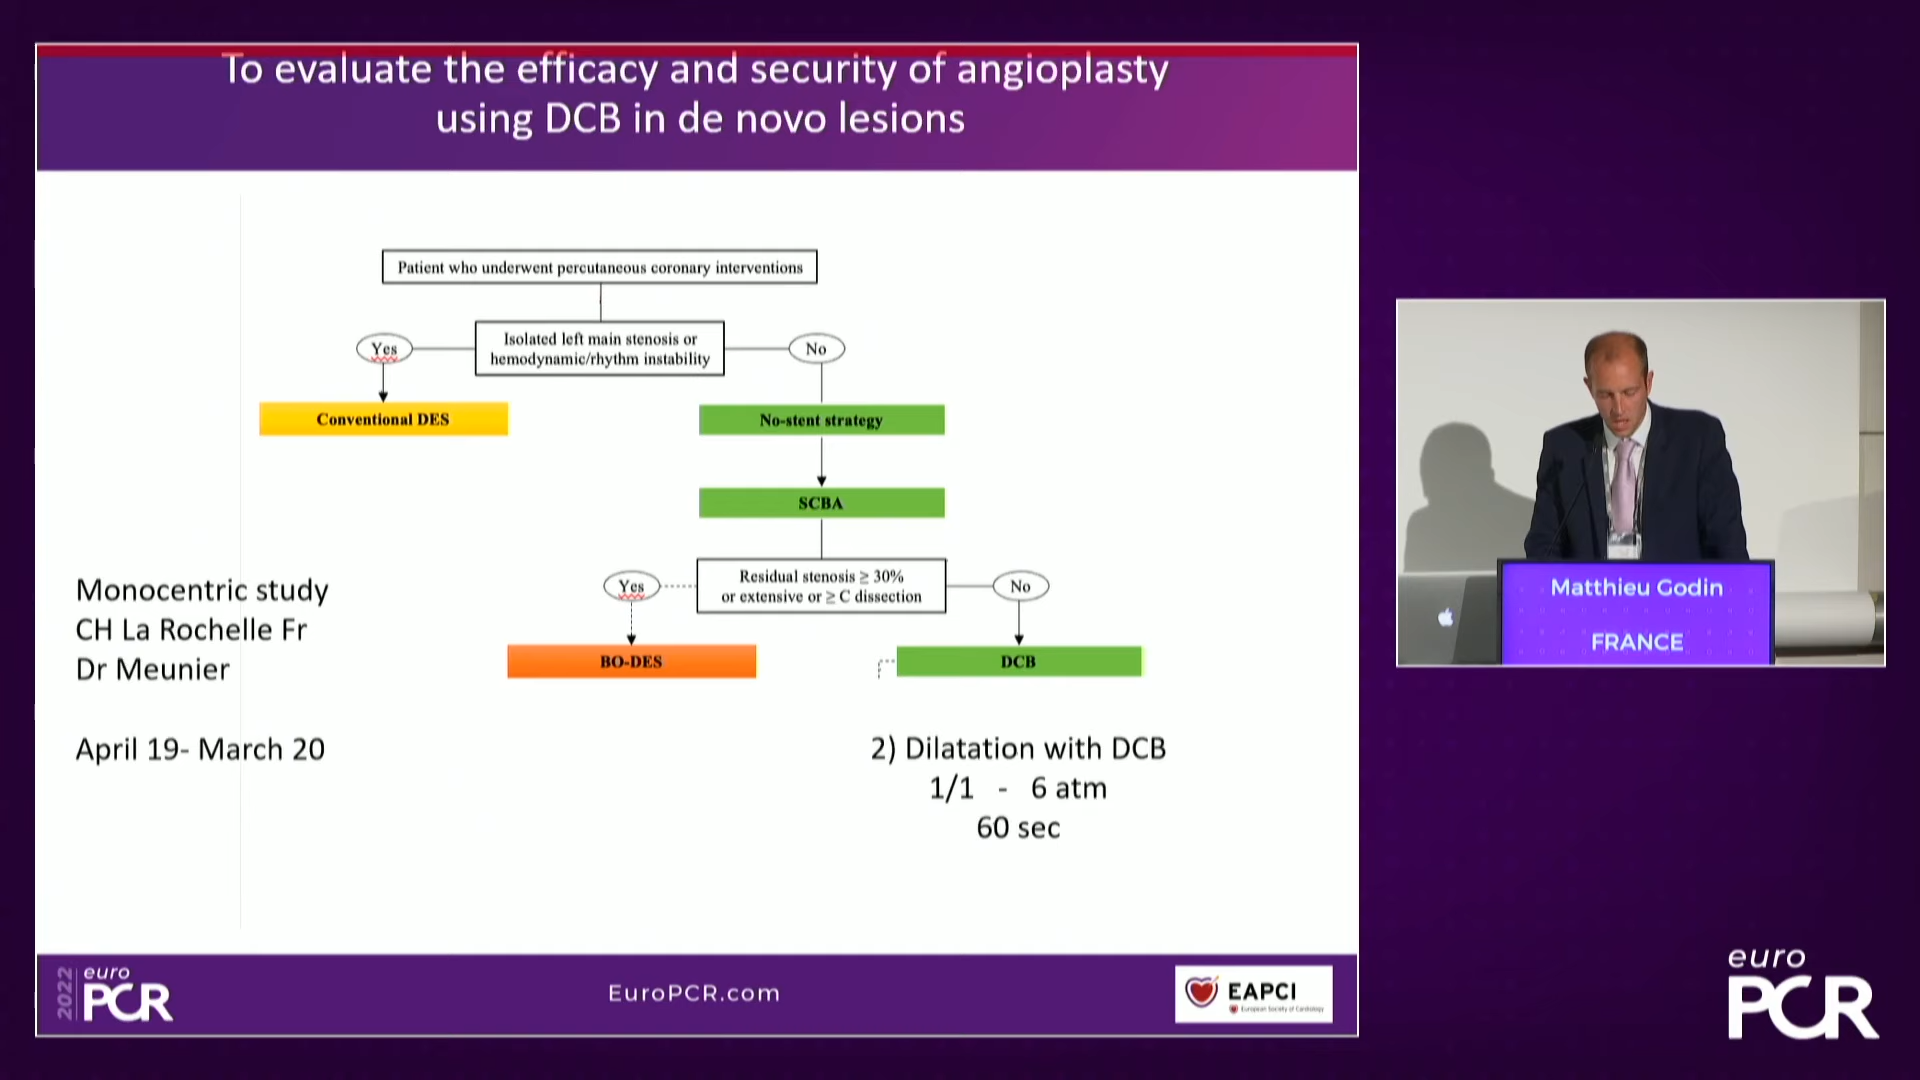 To evaluate the efficacy and security of angioplasty
using DCB in de novo lesions
Patient who underwent percutaneous coronary interventions
Isolated left main stenosis or
hemodynamic/rhythm instability
Yes
No
Conventional DES
No-stent strategy
SCBA
Residual stenosis ≥ 30%
or extensive or ≥ C dissection
Yes
No
BO-DES
DCB
Monocentric study
CH La Rochelle Fr
Dr Meunier
April 19- March 20
2) Dilatation with DCB
1/1 - 6 atm
60 sec
2022
euro
PCR
EuroPCR.com
EAPCI
European Society of Cardiology
Matthieu Godin
FRANCE
euro
PCR